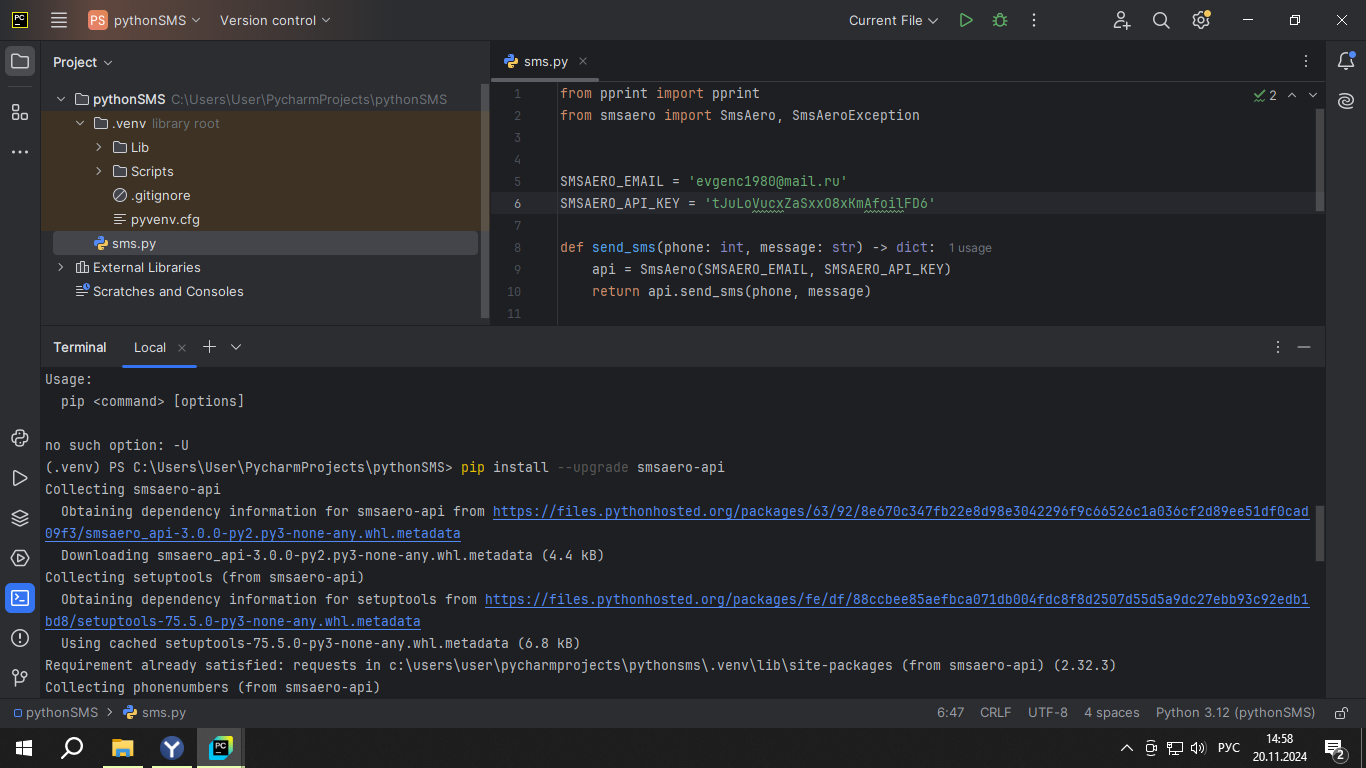 PC
PS pythonSMS Version control Current File
Project
sms.py
pythonSMS C:\Users\User\PycharmProjects\pythonSMS
.venv library root
Lib
Scripts
.gitignore
pyvenv.cfg
sms.py
External Libraries
Scratches and Consoles
2
1 from pprint import pprint
2 from smsaero import SmsAero, SmsAeroException
3
4
5 SMSAERO_EMAIL = 'evgenc1980@mail.ru'
6 SMSAERO_API_KEY = 'tJuLoVucxZaSxxO8xKmAfoilFD6'
7
8 def send_sms(phone: int, message: str) -> dict: 1 usage
9 api = SmsAero(SMSAERO_EMAIL, SMSAERO_API_KEY)
10 return api.send_sms(phone, message)
11
Terminal Local
Usage:
pip <command> [options]
no such option: -U
(.venv) PS C:\Users\User\PycharmProjects\pythonSMS> pip install --upgrade smsaero-api
Collecting smsaero-api
Obtaining dependency information for smsaero-api from https://files.pythonhosted.org/packages/63/92/8e670c347fb22e8d98e3042296f9c66526c1a036cf2d89ee51df0cad
09f3/smsaero_api-3.0.0-py2.py3-none-any.whl.metadata
Downloading smsaero_api-3.0.0-py2.py3-none-any.whl.metadata (4.4 kB)
Collecting setuptools (from smsaero-api)
Obtaining dependency information for setuptools from https://files.pythonhosted.org/packages/fe/df/88ccbee85aefbca071db004fdc8f8d2507d55d5a9dc27ebb93c92edb1
bd8/setuptools-75.5.0-py3-none-any.whl.metadata
Using cached setuptools-75.5.0-py3-none-any.whl.metadata (6.8 kB)
Requirement already satisfied: requests in c:\users\user\pycharmprojects\pythonsms\.venv\lib\site-packages (from smsaero-api) (2.32.3)
Collecting phonenumbers (from smsaero-api)
pythonSMS > sms.py 6:47 CRLF UTF-8 4 spaces Python 3.12 (pythonSMS)
PC
РУС
14:58
20.11.2024
2